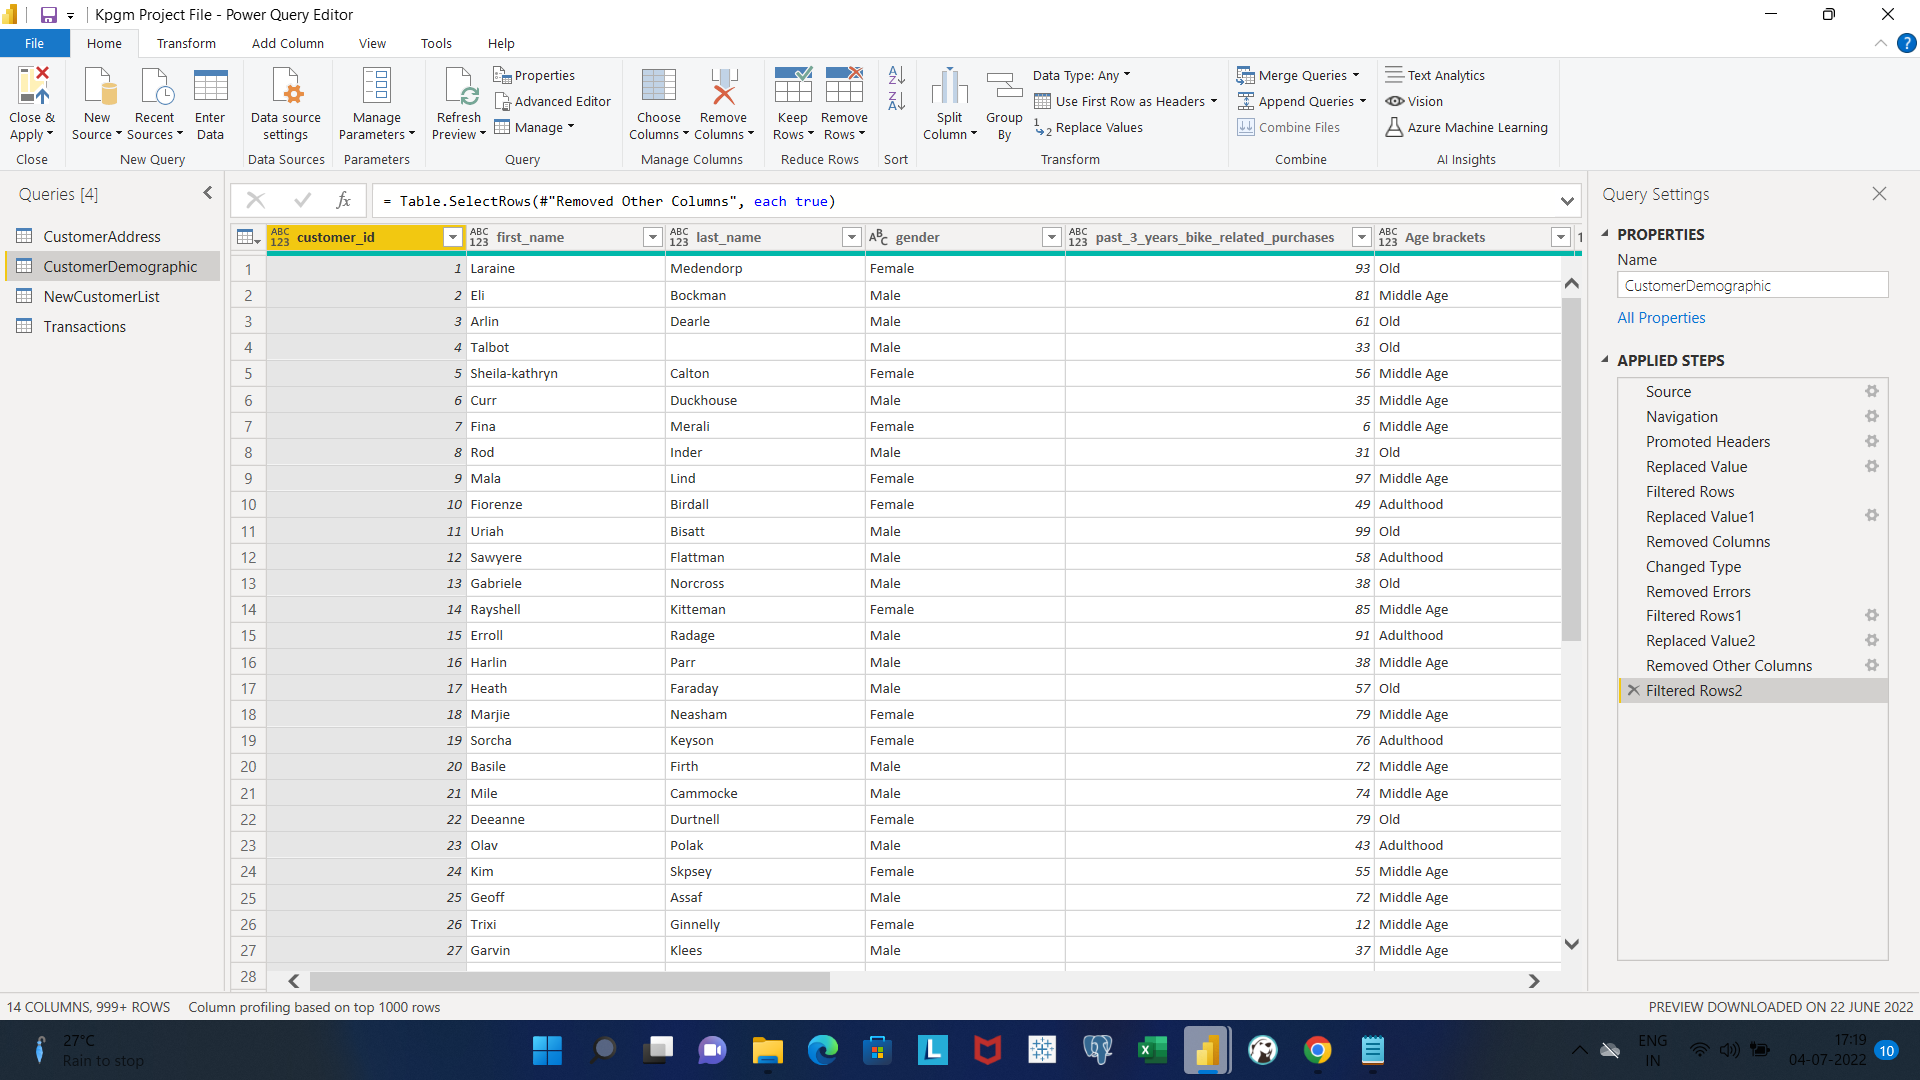 Kpgm Project File - Power Query Editor
File Home Transform Add Column View Tools Help
Close & Apply
New Source
Recent Sources
Enter Data
Data source settings
Manage Parameters
Refresh Preview
Properties
Advanced Editor
Manage
Choose Columns
Remove Columns
Keep Rows
Remove Rows
Split Column
Group By
Data Type: Any
Use First Row as Headers
Replace Values
Merge Queries
Append Queries
Combine Files
Text Analytics
Vision
Azure Machine Learning
Close New Query Data Sources Parameters Query Manage Columns Reduce Rows Sort Transform Combine AI Insights
Queries [4]
CustomerAddress
CustomerDemographic
NewCustomerList
Transactions
fx = Table.SelectRows(#"Removed Other Columns", each true)
ABC 123 customer_id ABC 123 first_name ABC 123 last_name ABC gender ABC 123 past_3_years_bike_related_purchases ABC 123 Age brackets 1
1 1 Laraine Medendorp Female 93 Old
2 2 Eli Bockman Male 81 Middle Age
3 3 Arlin Dearle Male 61 Old
4 4 Talbot Male 33 Old
5 5 Sheila-kathryn Calton Female 56 Middle Age
6 6 Curr Duckhouse Male 35 Middle Age
7 7 Fina Merali Female 6 Middle Age
8 8 Rod Inder Male 31 Old
9 9 Mala Lind Female 97 Middle Age
10 10 Fiorenze Birdall Female 49 Adulthood
11 11 Uriah Bisatt Male 99 Old
12 12 Sawyere Flattman Male 58 Adulthood
13 13 Gabriele Norcross Male 38 Old
14 14 Rayshell Kitteman Female 85 Middle Age
15 15 Erroll Radage Male 91 Adulthood
16 16 Harlin Parr Male 38 Middle Age
17 17 Heath Faraday Male 57 Old
18 18 Marjie Neasham Female 79 Middle Age
19 19 Sorcha Keyson Female 76 Adulthood
20 20 Basile Firth Male 72 Middle Age
21 21 Mile Cammocke Male 74 Middle Age
22 22 Deeanne Durtnell Female 79 Old
23 23 Olav Polak Male 43 Adulthood
24 24 Kim Skpsey Female 55 Middle Age
25 25 Geoff Assaf Male 72 Middle Age
26 26 Trixi Ginnelly Female 12 Middle Age
27 27 Garvin Klees Male 37 Middle Age
28
Query Settings
PROPERTIES
Name
CustomerDemographic
All Properties
APPLIED STEPS
Source
Navigation
Promoted Headers
Replaced Value
Filtered Rows
Replaced Value1
Removed Columns
Changed Type
Removed Errors
Filtered Rows1
Replaced Value2
Removed Other Columns
Filtered Rows2
14 COLUMNS, 999+ ROWS Column profiling based on top 1000 rows PREVIEW DOWNLOADED ON 22 JUNE 2022
27°C
Rain to stop
ENG
IN
17:19
04-07-2022
10